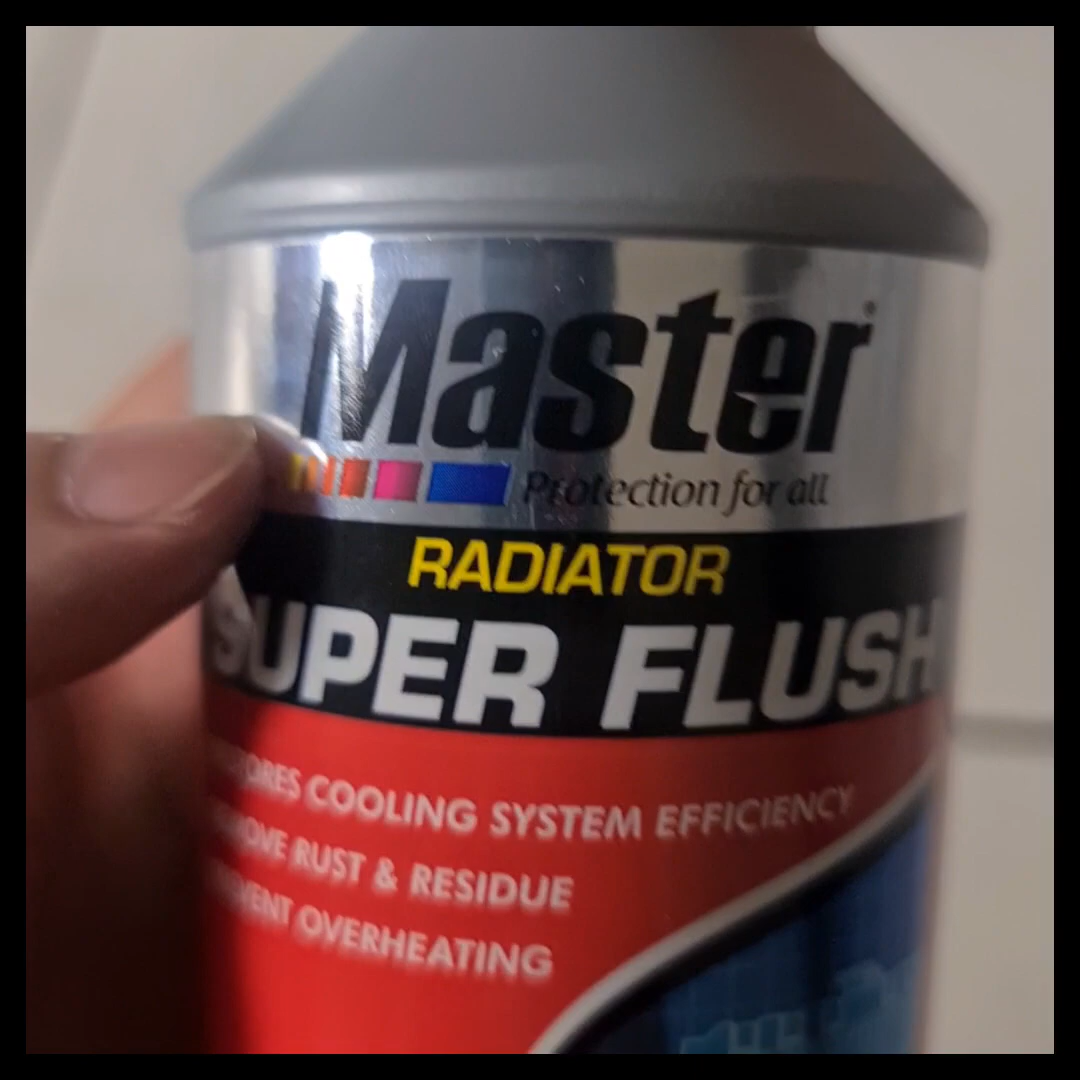 Master
Protection for all
RADIATOR
SUPER FLUSH
COOLING SYSTEM EFFICIENCY
RUST & RESIDUE
OVERHEATING